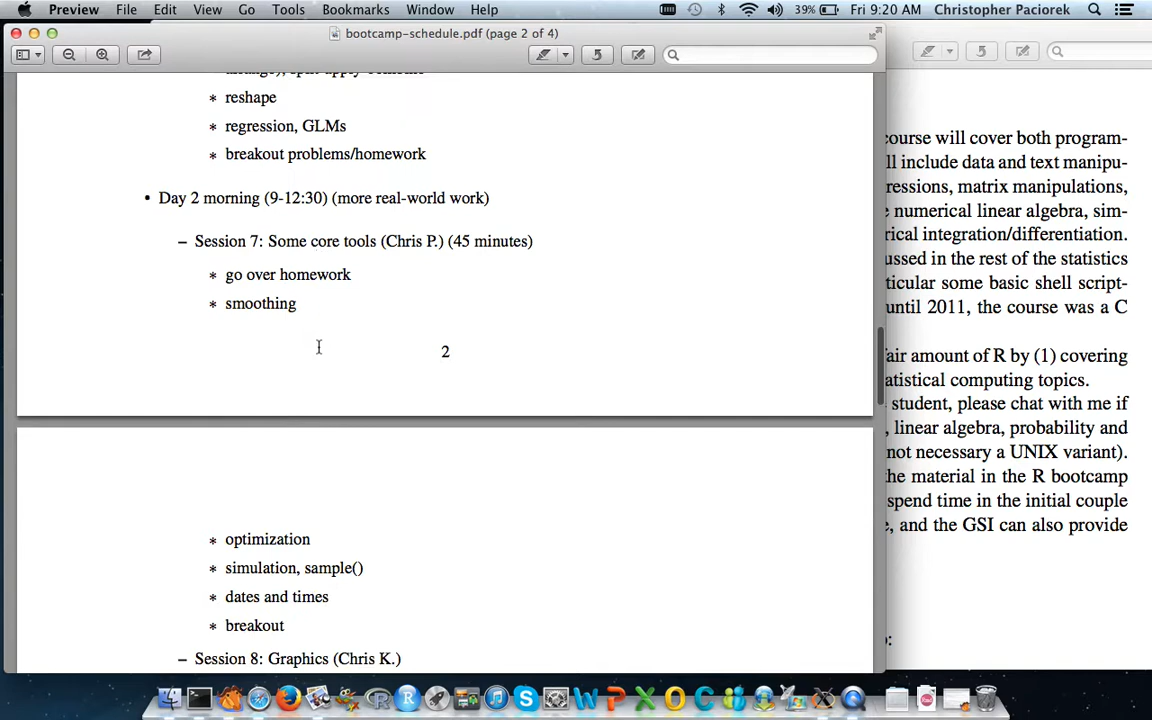 Preview File Edit View Go Tools Bookmarks Window Help 39% Fri 9:20 AM Christopher Paciorek
bootcamp-schedule.pdf (page 2 of 4)
* reshape
* regression, GLMs
* breakout problems/homework
• Day 2 morning (9-12:30) (more real-world work)
– Session 7: Some core tools (Chris P.) (45 minutes)
* go over homework
* smoothing
2
* optimization
* simulation, sample()
* dates and times
* breakout
– Session 8: Graphics (Chris K.)
course will cover both program-
ll include data and text manipu-
ressions, matrix manipulations,
e numerical linear algebra, sim-
rical integration/differentiation.
ussed in the rest of the statistics
rticular some basic shell script-
until 2011, the course was a C
fair amount of R by (1) covering
atistical computing topics.
student, please chat with me if
, linear algebra, probability and
not necessary a UNIX variant).
the material in the R bootcamp
spend time in the initial couple
e, and the GSI can also provide